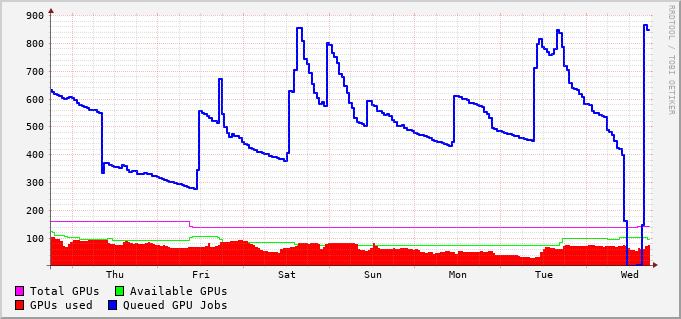 900
800
700
600
500
400
300
200
100
Thu Fri Sat Sun Mon Tue Wed
Total GPUs Available GPUs
GPUs used Queued GPU Jobs
RRDTOOL / TOBI OETIKER